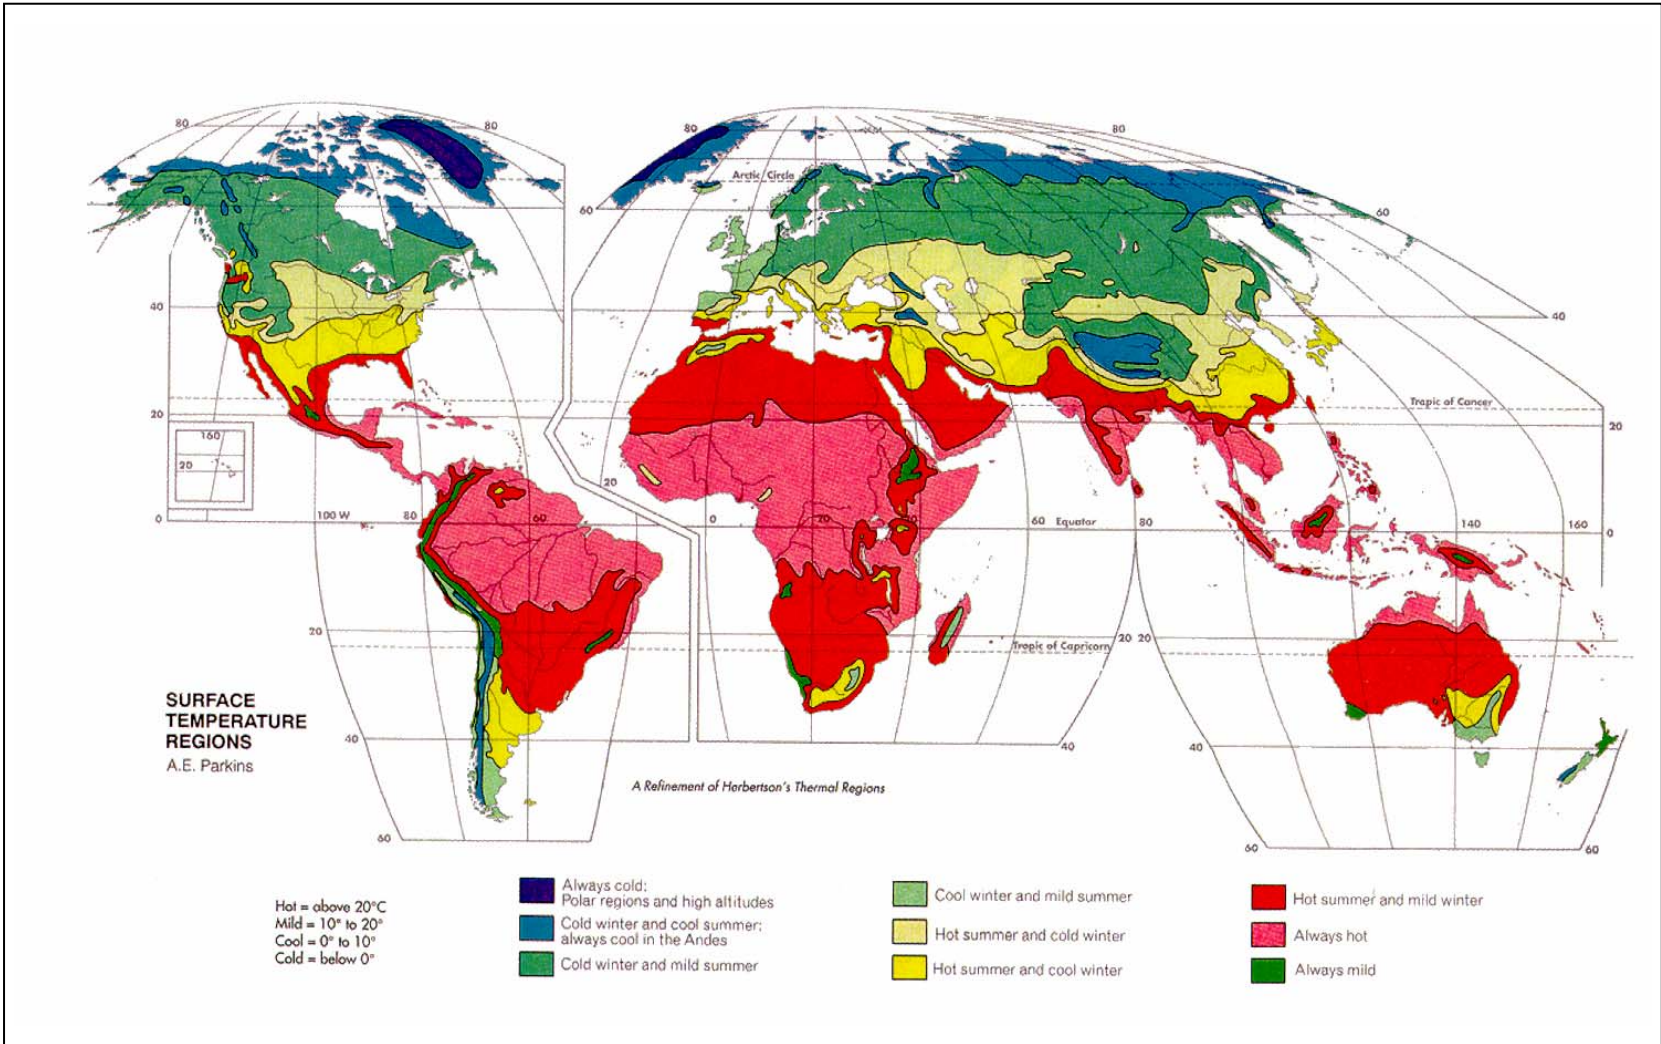 80
80
80
80
Arctic Circle
60
60
40
40
Tropic of Cancer
20
20
160
20
20
0
100 W
80
60
0
20
60
Equator
80
140
160
0
20
Tropic of Capricorn
20
20
SURFACE
TEMPERATURE
REGIONS
A.E. Parkins
40
40
40
A Refinement of Herbertson's Thermal Regions
60
60
60
Hot = above 20°C
Mild = 10° to 20°
Cool = 0° to 10°
Cold = below 0°
Always cold:
Polar regions and high altitudes
Cold winter and cool summer;
always cool in the Andes
Cold winter and mild summer
Cool winter and mild summer
Hot summer and cold winter
Hot summer and cool winter
Hot summer and mild winter
Always hot
Always mild